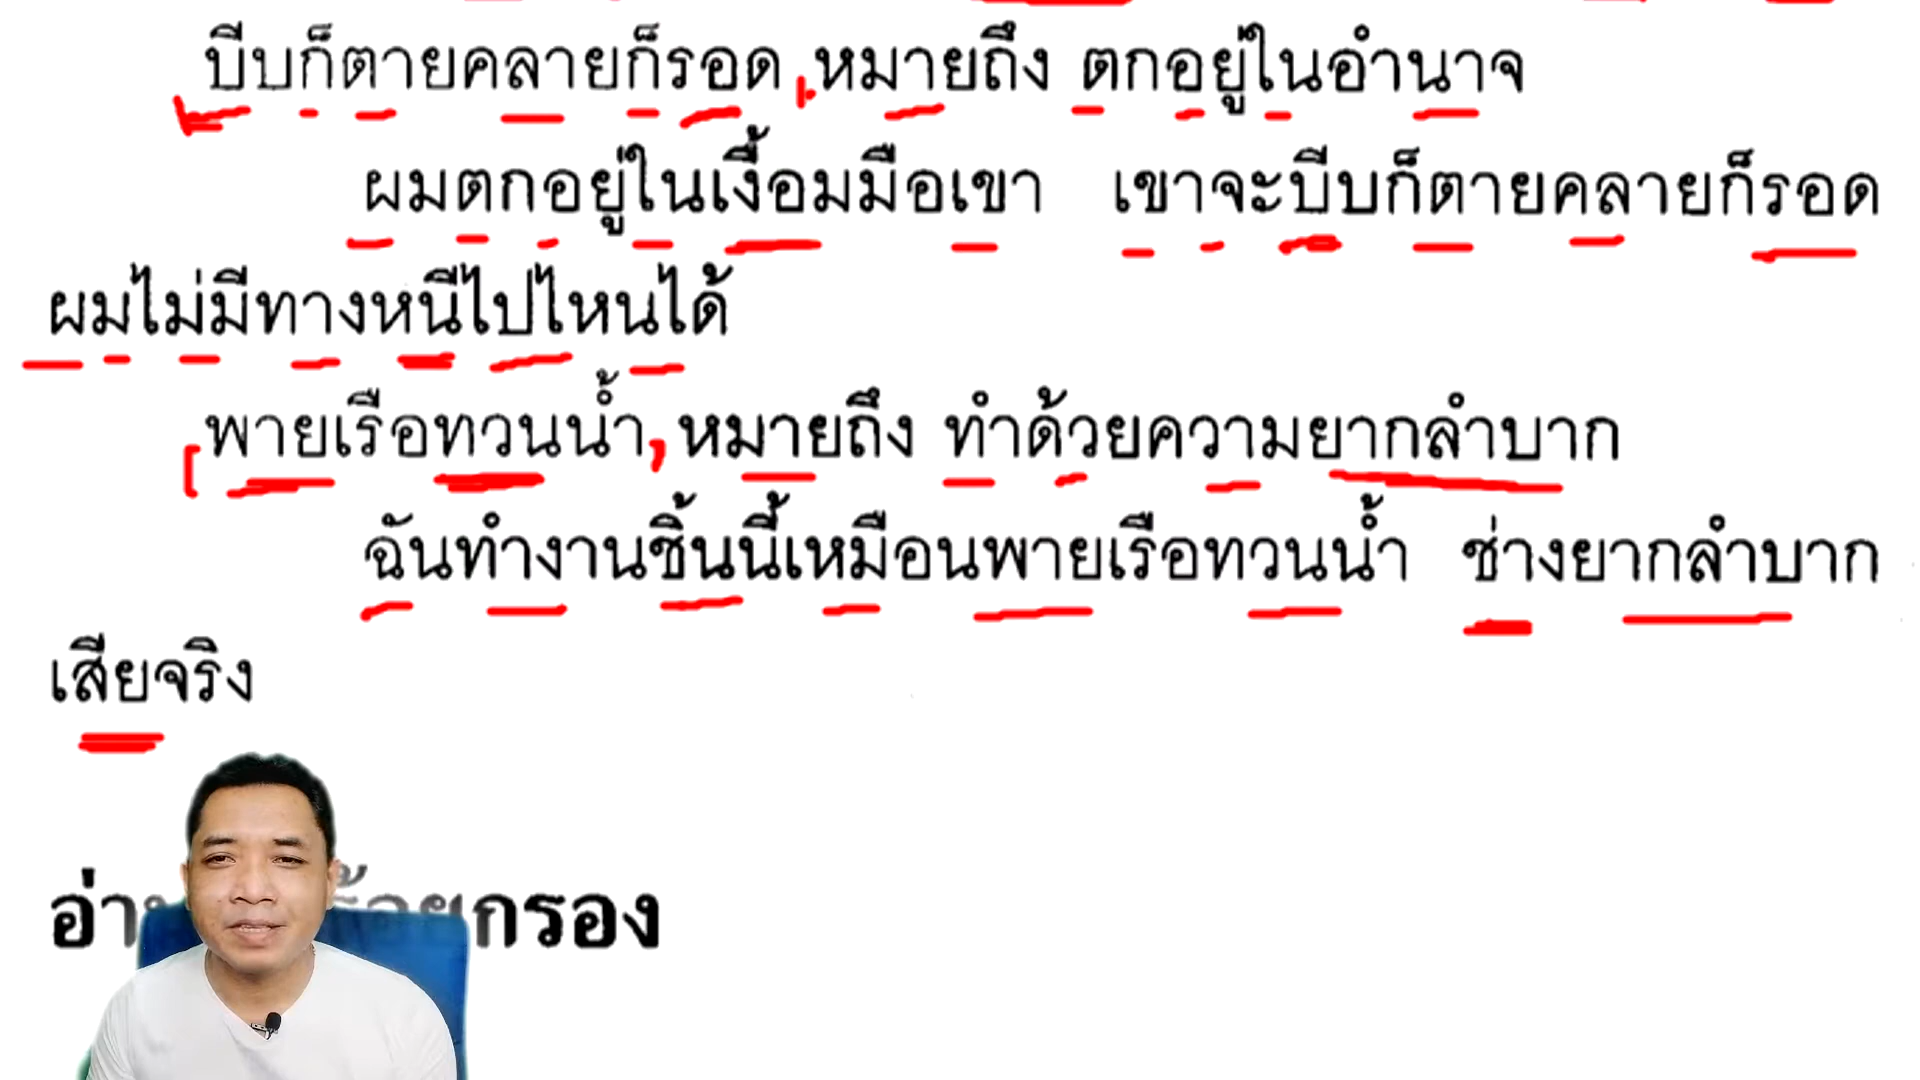 บีบก็ตายคลายก็รอด หมายถึง ตกอยู่ในอำนาจ
ผมตกอยู่ในเงื้อมมือเขา เขาจะบีบก็ตายคลายก็รอด
ผมไม่มีทางหนีไปไหนได้
พายเรือทวนน้ำ หมายถึง ทำด้วยความยากลำบาก
ฉันทำงานชิ้นนี้เหมือนพายเรือทวนน้ำ ช่างยากลำบาก
เสียจริง
ร้อยกรอง